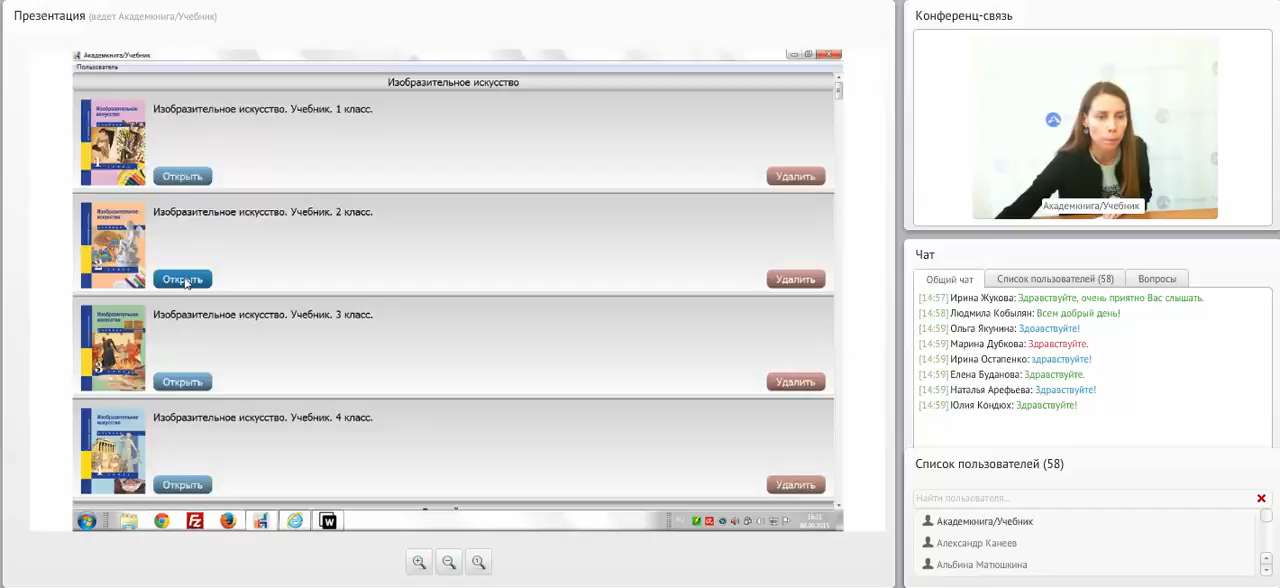 Презентация (ведет Академкнига/Учебник)
Академкнига/Учебник
Пользователь
Изобразительное искусство
Изобразительное искусство. Учебник. 1 класс.
Открыть
Удалить
Изобразительное искусство. Учебник. 2 класс.
Открыть
Удалить
Изобразительное искусство. Учебник. 3 класс.
Открыть
Удалить
Изобразительное искусство. Учебник. 4 класс.
Открыть
Удалить
Конференц-связь
Академкнига/Учебник
Чат
Общий чат
Список пользователей (58)
Вопросы
[14:57] Ирина Жукова: Здравствуйте, очень приятно Вас слышать.
[14:58] Людмила Кобылян: Всем добрый день!
[14:59] Ольга Якунина: Здоавствуйте!
[14:59] Марина Дубкова: Здравствуйте.
[14:59] Ирина Остапенко: здравствуйте!
[14:59] Елена Буданова: Здравствуйте.
[14:59] Наталья Арефьева: Здравствуйте!
[14:59] Юлия Кондюх: Здравствуйте!
Список пользователей (58)
Найти пользователя...
Академкнига/Учебник
Александр Канеев
Альбина Матюшкина